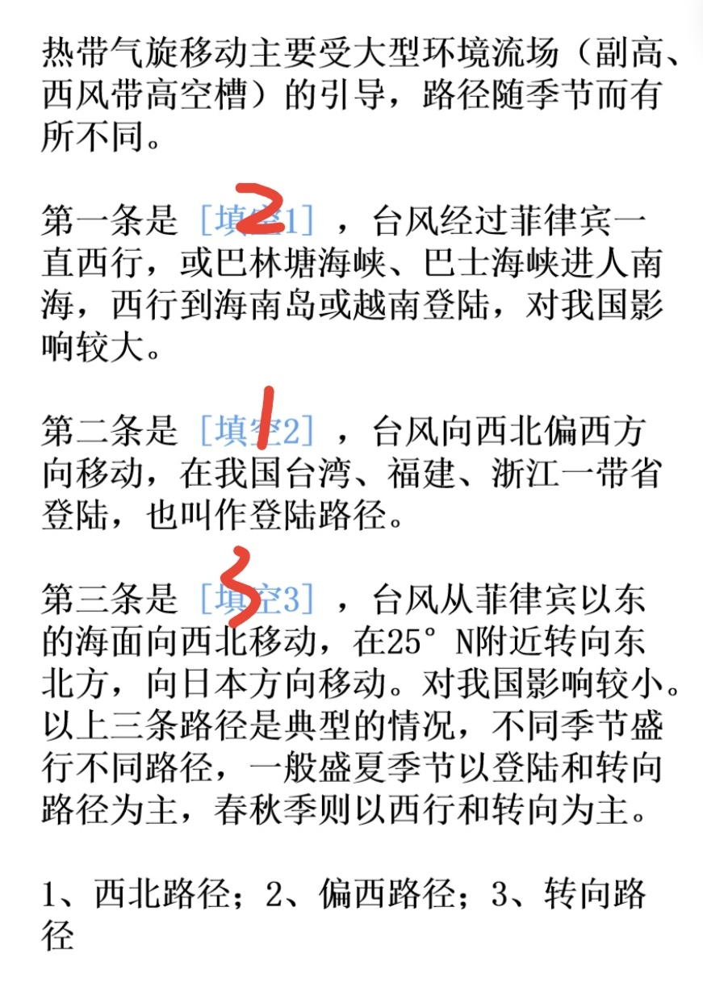 热带气旋移动主要受大型环境流场（副高、
西风带高空槽）的引导，路径随季节而有
所不同。
第一条是 [填空1] ，台风经过菲律宾一
2
直西行，或巴林塘海峡、巴士海峡进人南
海，西行到海南岛或越南登陆，对我国影
响较大。
第二条是 [填空2] ，台风向西北偏西方
1
向移动，在我国台湾、福建、浙江一带省
登陆，也叫作登陆路径。
第三条是 [填空3] ，台风从菲律宾以东
3
的海面向西北移动，在25° N附近转向东
北方，向日本方向移动。对我国影响较小。
以上三条路径是典型的情况，不同季节盛
行不同路径，一般盛夏季节以登陆和转向
路径为主，春秋季则以西行和转向为主。
1、西北路径；2、偏西路径；3、转向路
径